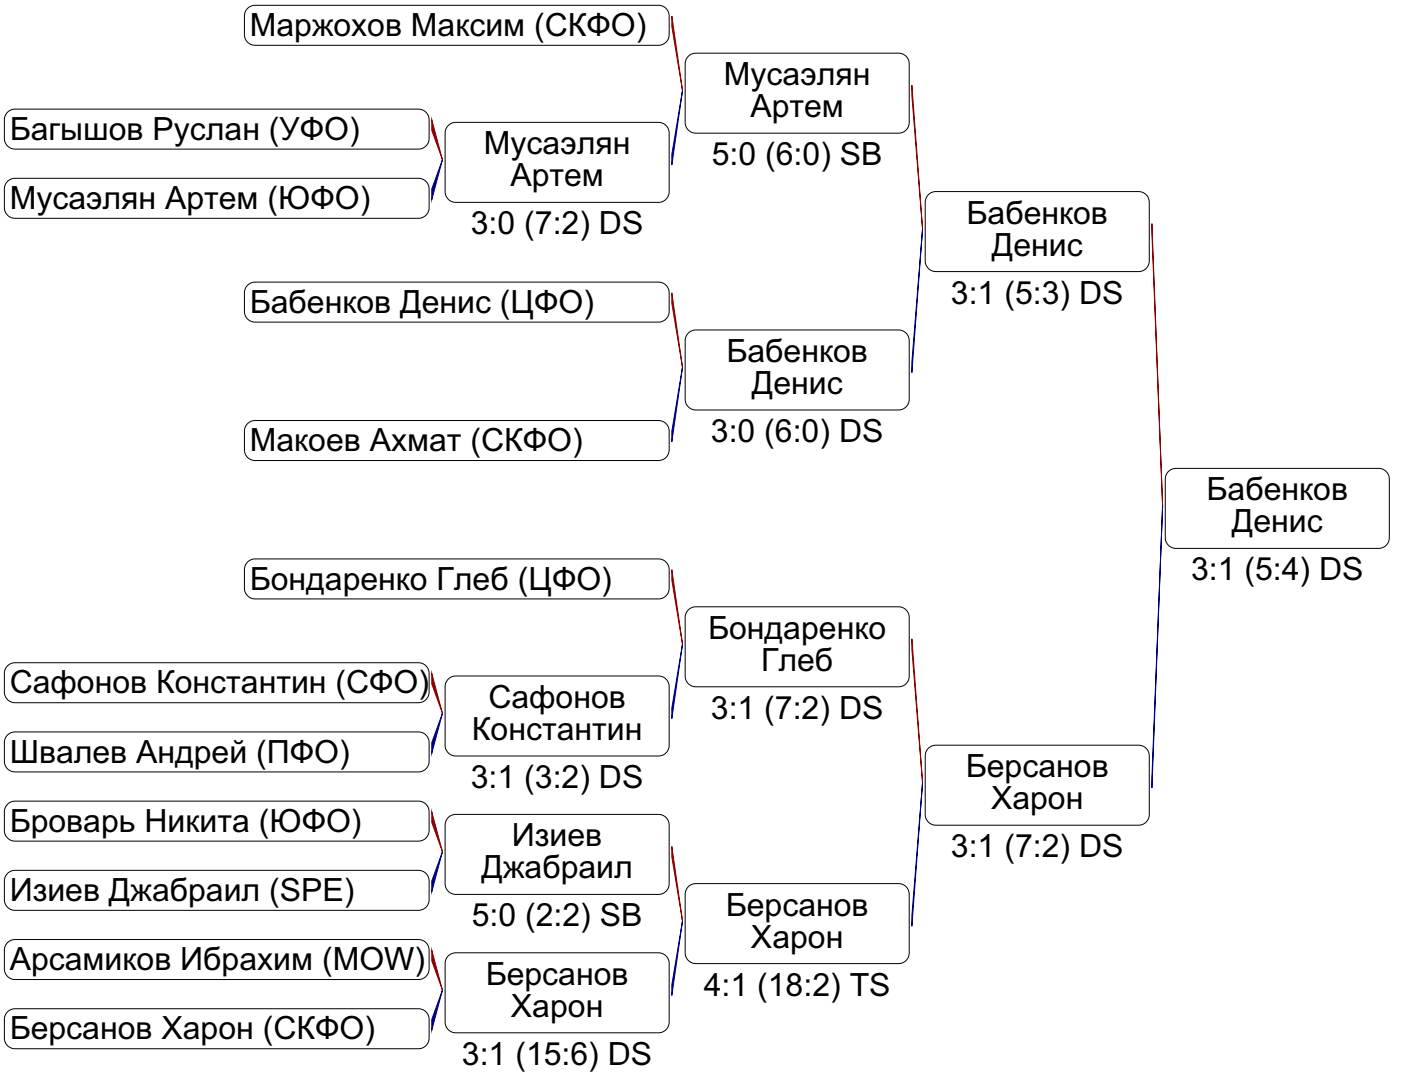 Маржохов Максим (СКФО)
Мусаэлян
Артем
5:0 (6:0) SB
Багышов Руслан (УФО)
Мусаэлян Артем (ЮФО)
Мусаэлян
Артем
3:0 (7:2) DS
Бабенков
Денис
3:1 (5:3) DS
Бабенков Денис (ЦФО)
Бабенков
Денис
3:0 (6:0) DS
Макоев Ахмат (СКФО)
Бабенков
Денис
3:1 (5:4) DS
Бондаренко Глеб (ЦФО)
Бондаренко
Глеб
3:1 (7:2) DS
Сафонов Константин (СФО)
Швалев Андрей (ПФО)
Сафонов
Константин
3:1 (3:2) DS
Берсанов
Харон
3:1 (7:2) DS
Броварь Никита (ЮФО)
Изиев Джабраил (SPE)
Изиев
Джабраил
5:0 (2:2) SB
Берсанов
Харон
4:1 (18:2) TS
Арсамиков Ибрахим (MOW)
Берсанов Харон (СКФО)
Берсанов
Харон
3:1 (15:6) DS